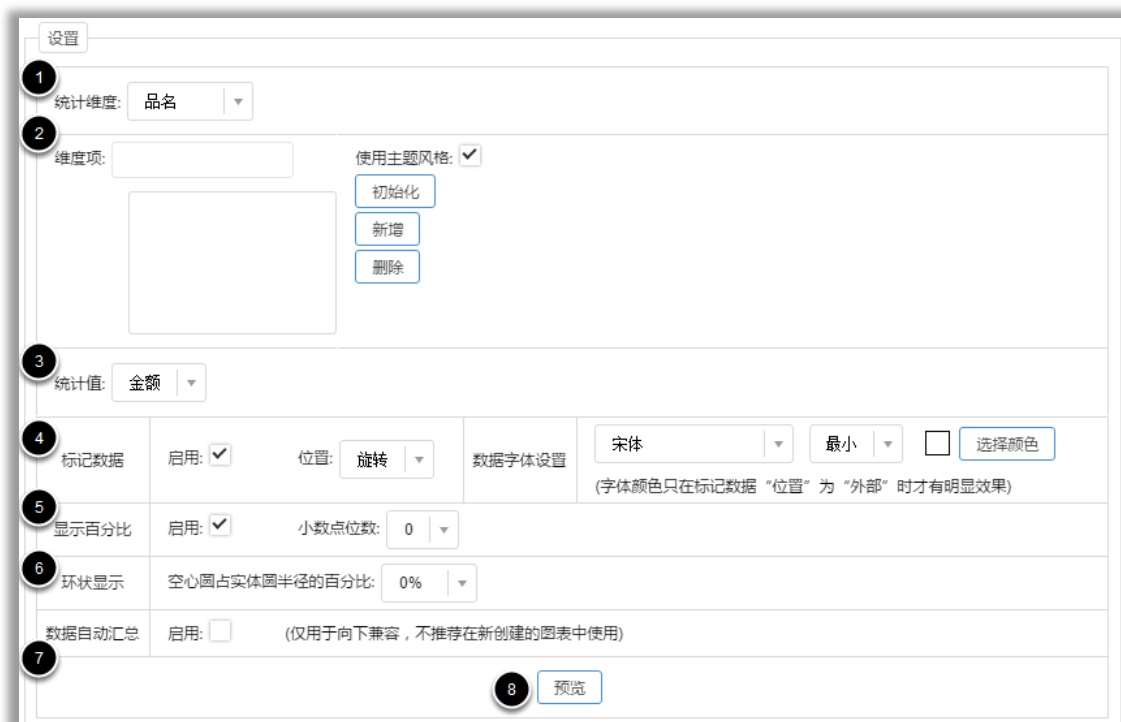 设置
1
统计维度: 品名
2
维度项: 使用主题风格:
初始化
新增
删除
3
统计值: 金额
4
标记数据 启用: 位置: 旋转 数据字体设置 宋体 最小 选择颜色
(字体颜色只在标记数据“位置”为“外部”时才有明显效果)
5
显示百分比 启用: 小数点位数: 0
6
环状显示 空心圆占实体圆半径的百分比: 0%
数据自动汇总 启用: (仅用于向下兼容，不推荐在新创建的图表中使用)
7
8 预览